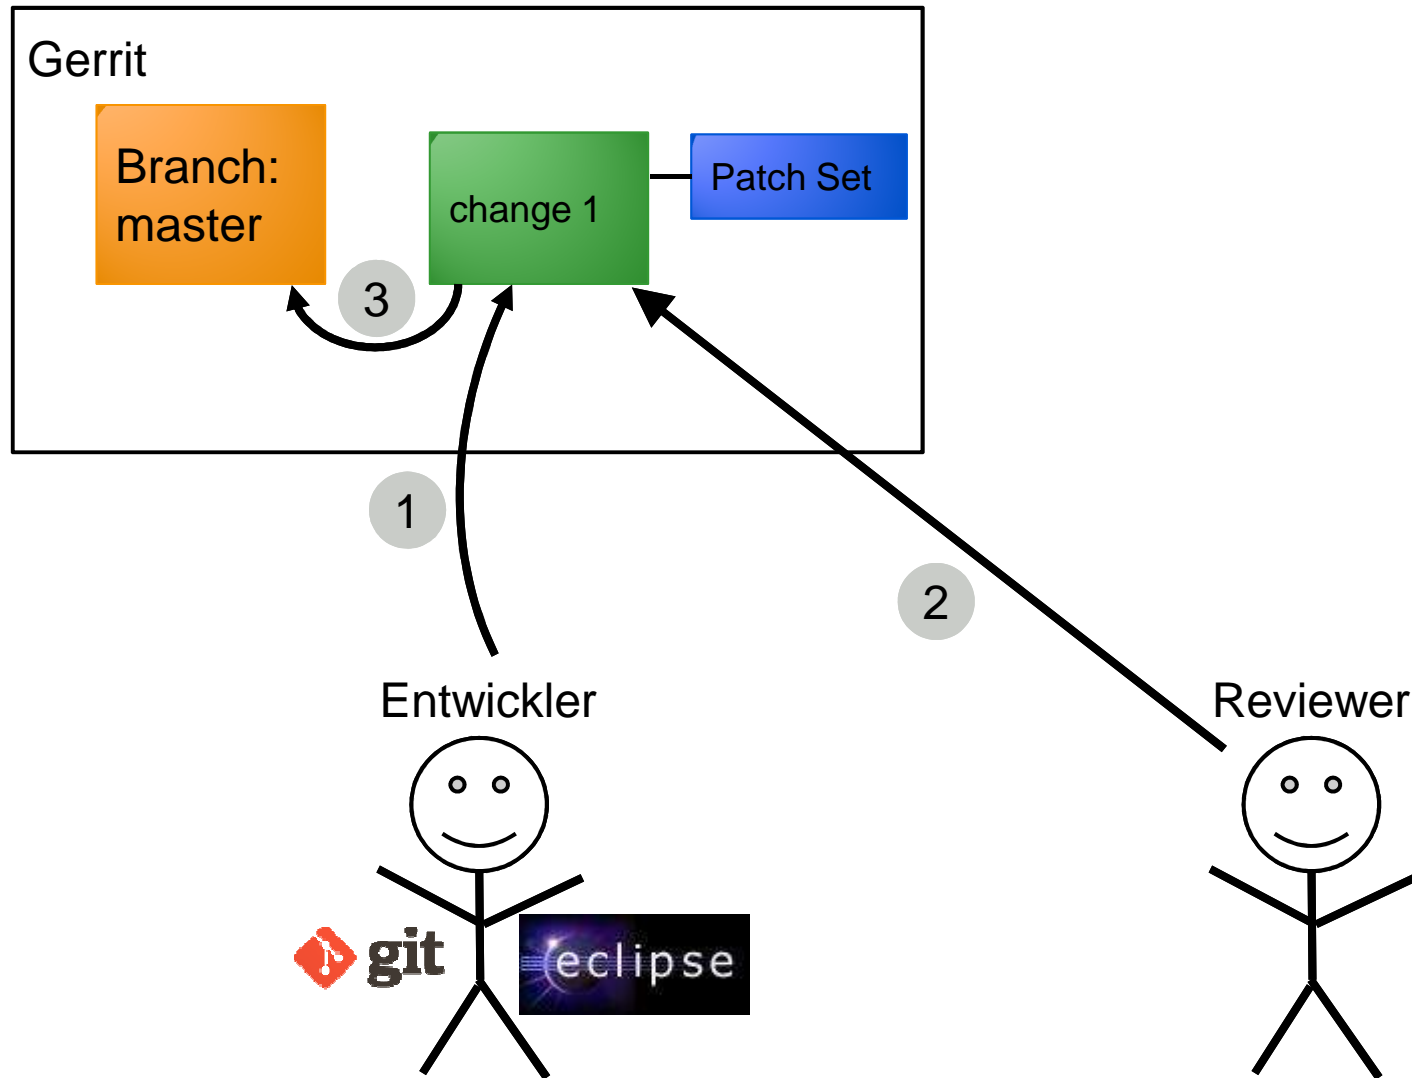 Gerrit
Branch:
master
change 1
Patch Set
3
1
2
Entwickler
Reviewer
git
eclipse